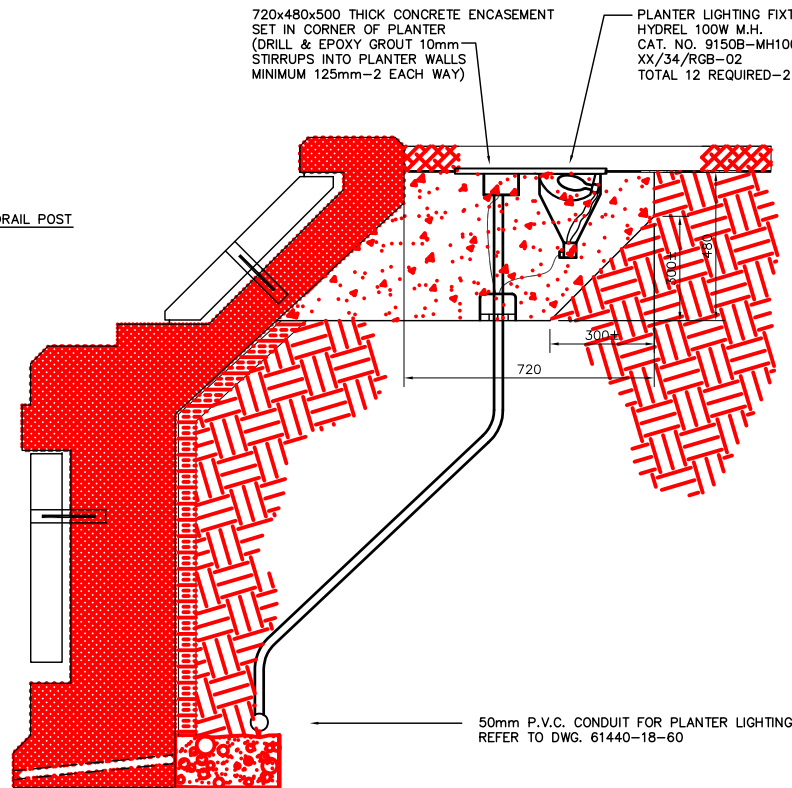 720x480x500 THICK CONCRETE ENCASEMENT
SET IN CORNER OF PLANTER
(DRILL & EPOXY GROUT 10mm
STIRRUPS INTO PLANTER WALLS
MINIMUM 125mm-2 EACH WAY)
PLANTER LIGHTING FIXT
HYDREL 100W M.H.
CAT. NO. 9150B-MH100
XX/34/RGB-02
TOTAL 12 REQUIRED-2
DRAIL POST
480
300±
300±
720
50mm P.V.C. CONDUIT FOR PLANTER LIGHTING
REFER TO DWG. 61440-18-60